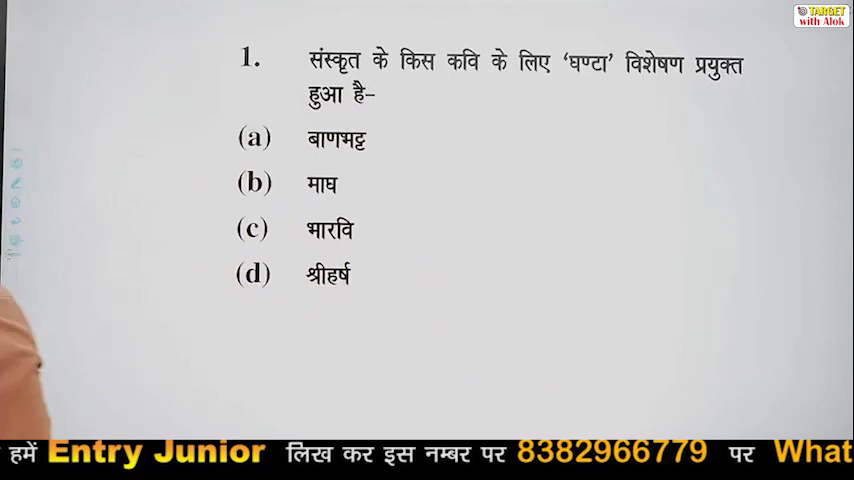 TARGET
with Alok
1. संस्कृत के किस कवि के लिए 'घण्टा' विशेषण प्रयुक्त
हुआ है-
(a) बाणभट्ट
(b) माघ
(c) भारवि
(d) श्रीहर्ष
हमें Entry Junior लिख कर इस नम्बर पर 8382966779 पर What